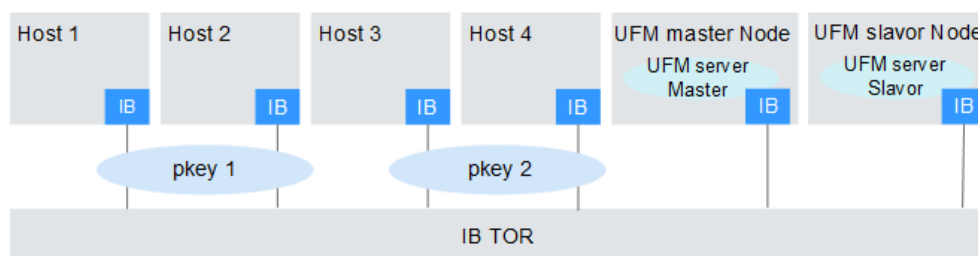 Host 1
Host 2
Host 3
Host 4
UFM master Node
UFM slavor Node
UFM server
Master
UFM server
Slavor
IB
IB
IB
IB
IB
IB
pkey 1
pkey 2
IB TOR